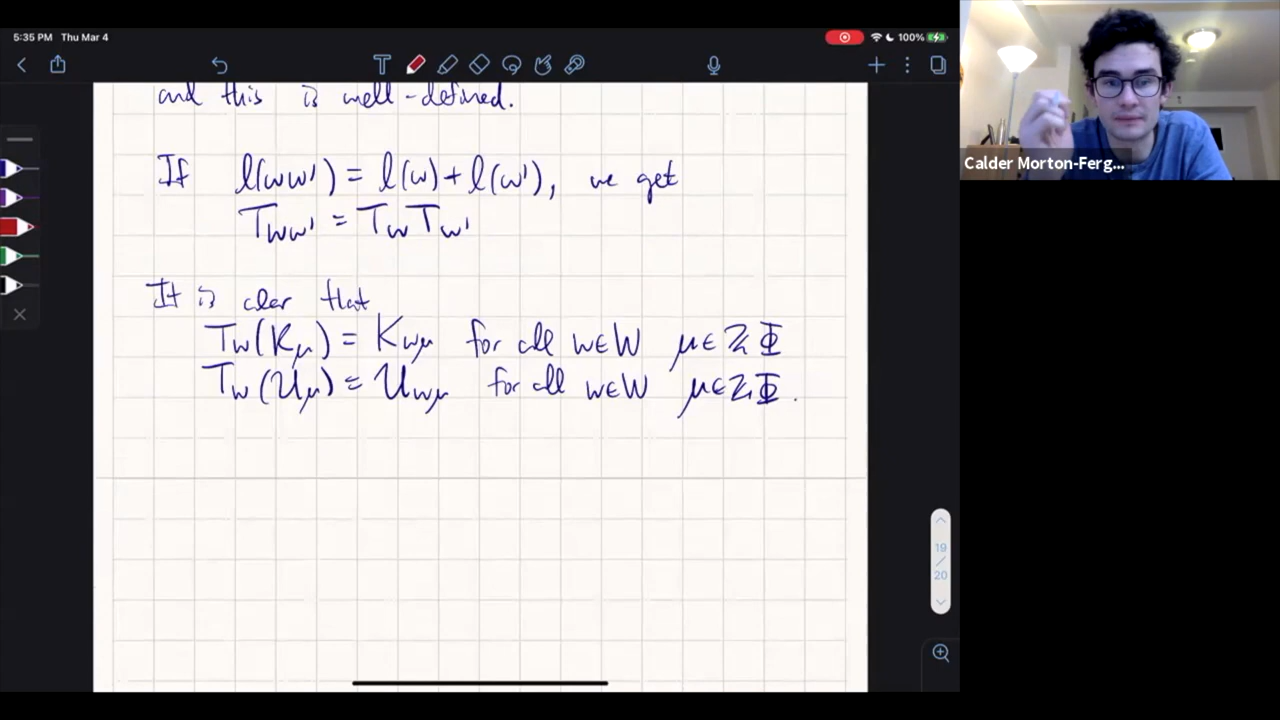 5:35 PM Thu Mar 4
100%
and this is well-defined.
If l(ww') = l(w) + l(w'), we get
T_{ww'} = T_w T_{w'}
It is clear that
T_w(K_μ) = K_{wμ} for all w∈W μ∈ℤΦ
T_w(U_μ) = U_{wμ} for all w∈W μ∈ℤΦ.
19
/
20
Calder Morton-Ferg...